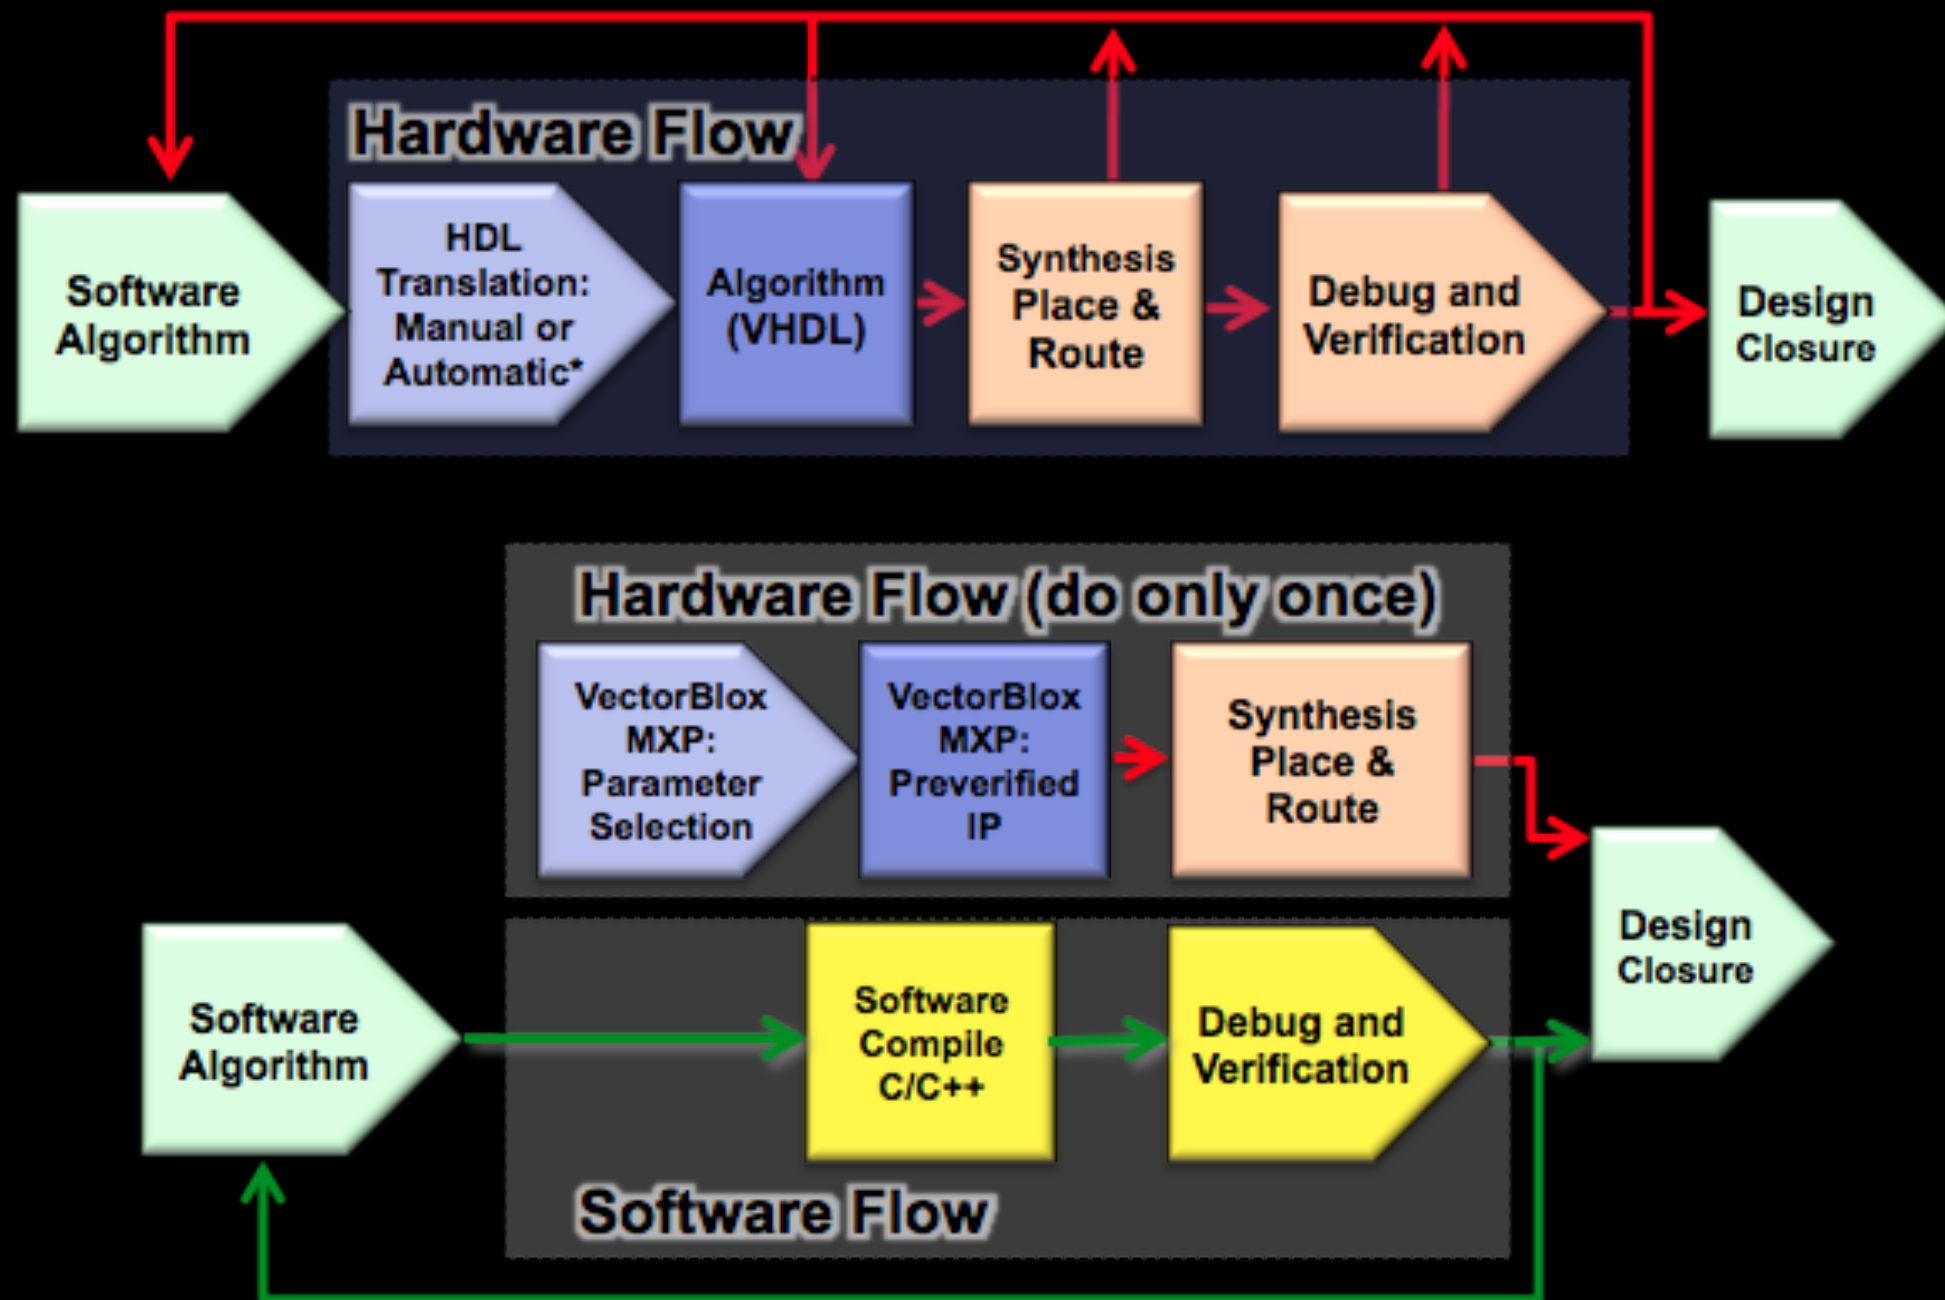 Hardware Flow
Software
Algorithm
HDL
Translation:
Manual or
Automatic*
Algorithm
(VHDL)
Synthesis
Place &
Route
Debug and
Verification
Design
Closure
Hardware Flow (do only once)
VectorBlox
MXP:
Parameter
Selection
VectorBlox
MXP:
Preverified
IP
Synthesis
Place &
Route
Software
Algorithm
Software
Compile
C/C++
Debug and
Verification
Design
Closure
Software Flow